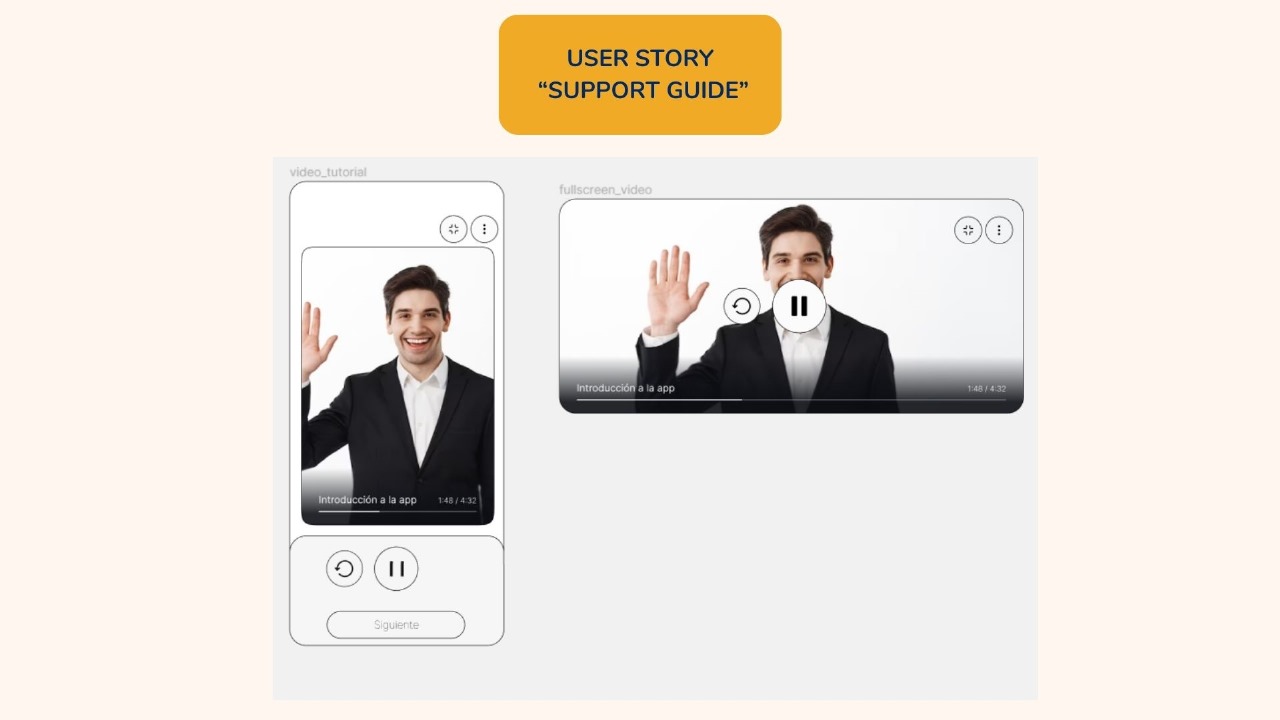 USER STORY
“SUPPORT GUIDE”
video_tutorial
Introducción a la app 1:48 / 4:32
Siguiente
fullscreen_video
Introducción a la app 1:48 / 4:32